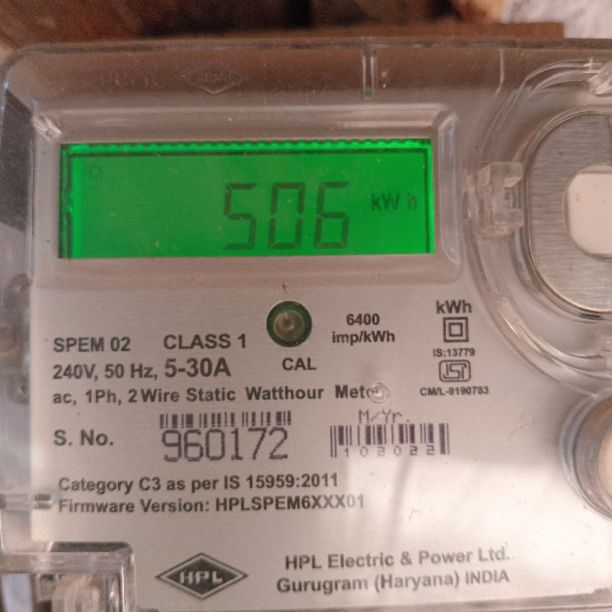 506 kW h
6400
imp/kWh
kWh
IS:13779
ISI
CM/L-9190783
SPEM 02 CLASS 1
240V, 50 Hz, 5-30A
CAL
ac, 1Ph, 2 Wire Static Watthour Meter
S. No. 960172
M/Yr.
102022
Category C3 as per IS 15959:2011
Firmware Version: HPLSPEM6XXX01
HPL
HPL Electric & Power Ltd.
Gurugram (Haryana) INDIA